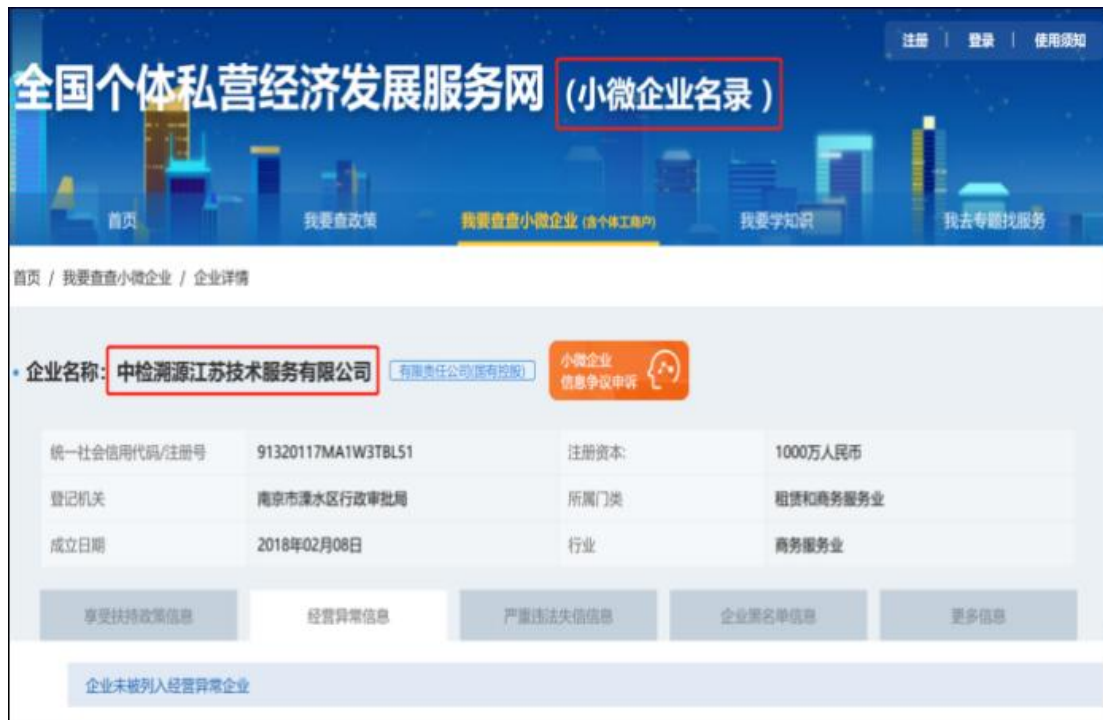 注册 | 登录 | 使用须知
全国个体私营经济发展服务网 (小微企业名录)
首页 我要查政策 我要查查小微企业 (含个体工商户) 我要学知识 我去专题找服务
首页 / 我要查查小微企业 / 企业详情
企业名称: 中检溯源江苏技术服务有限公司 有限责任公司(国有控股) 小微企业
信息争议申诉
统一社会信用代码/注册号 91320117MA1W3TBL51 注册资本: 1000万人民币
登记机关 南京市溧水区行政审批局 所属门类 租赁和商务服务业
成立日期 2018年02月08日 行业 商务服务业
享受扶持政策信息 经营异常信息 严重违法失信信息 企业黑名单信息 更多信息
企业未被列入经营异常企业